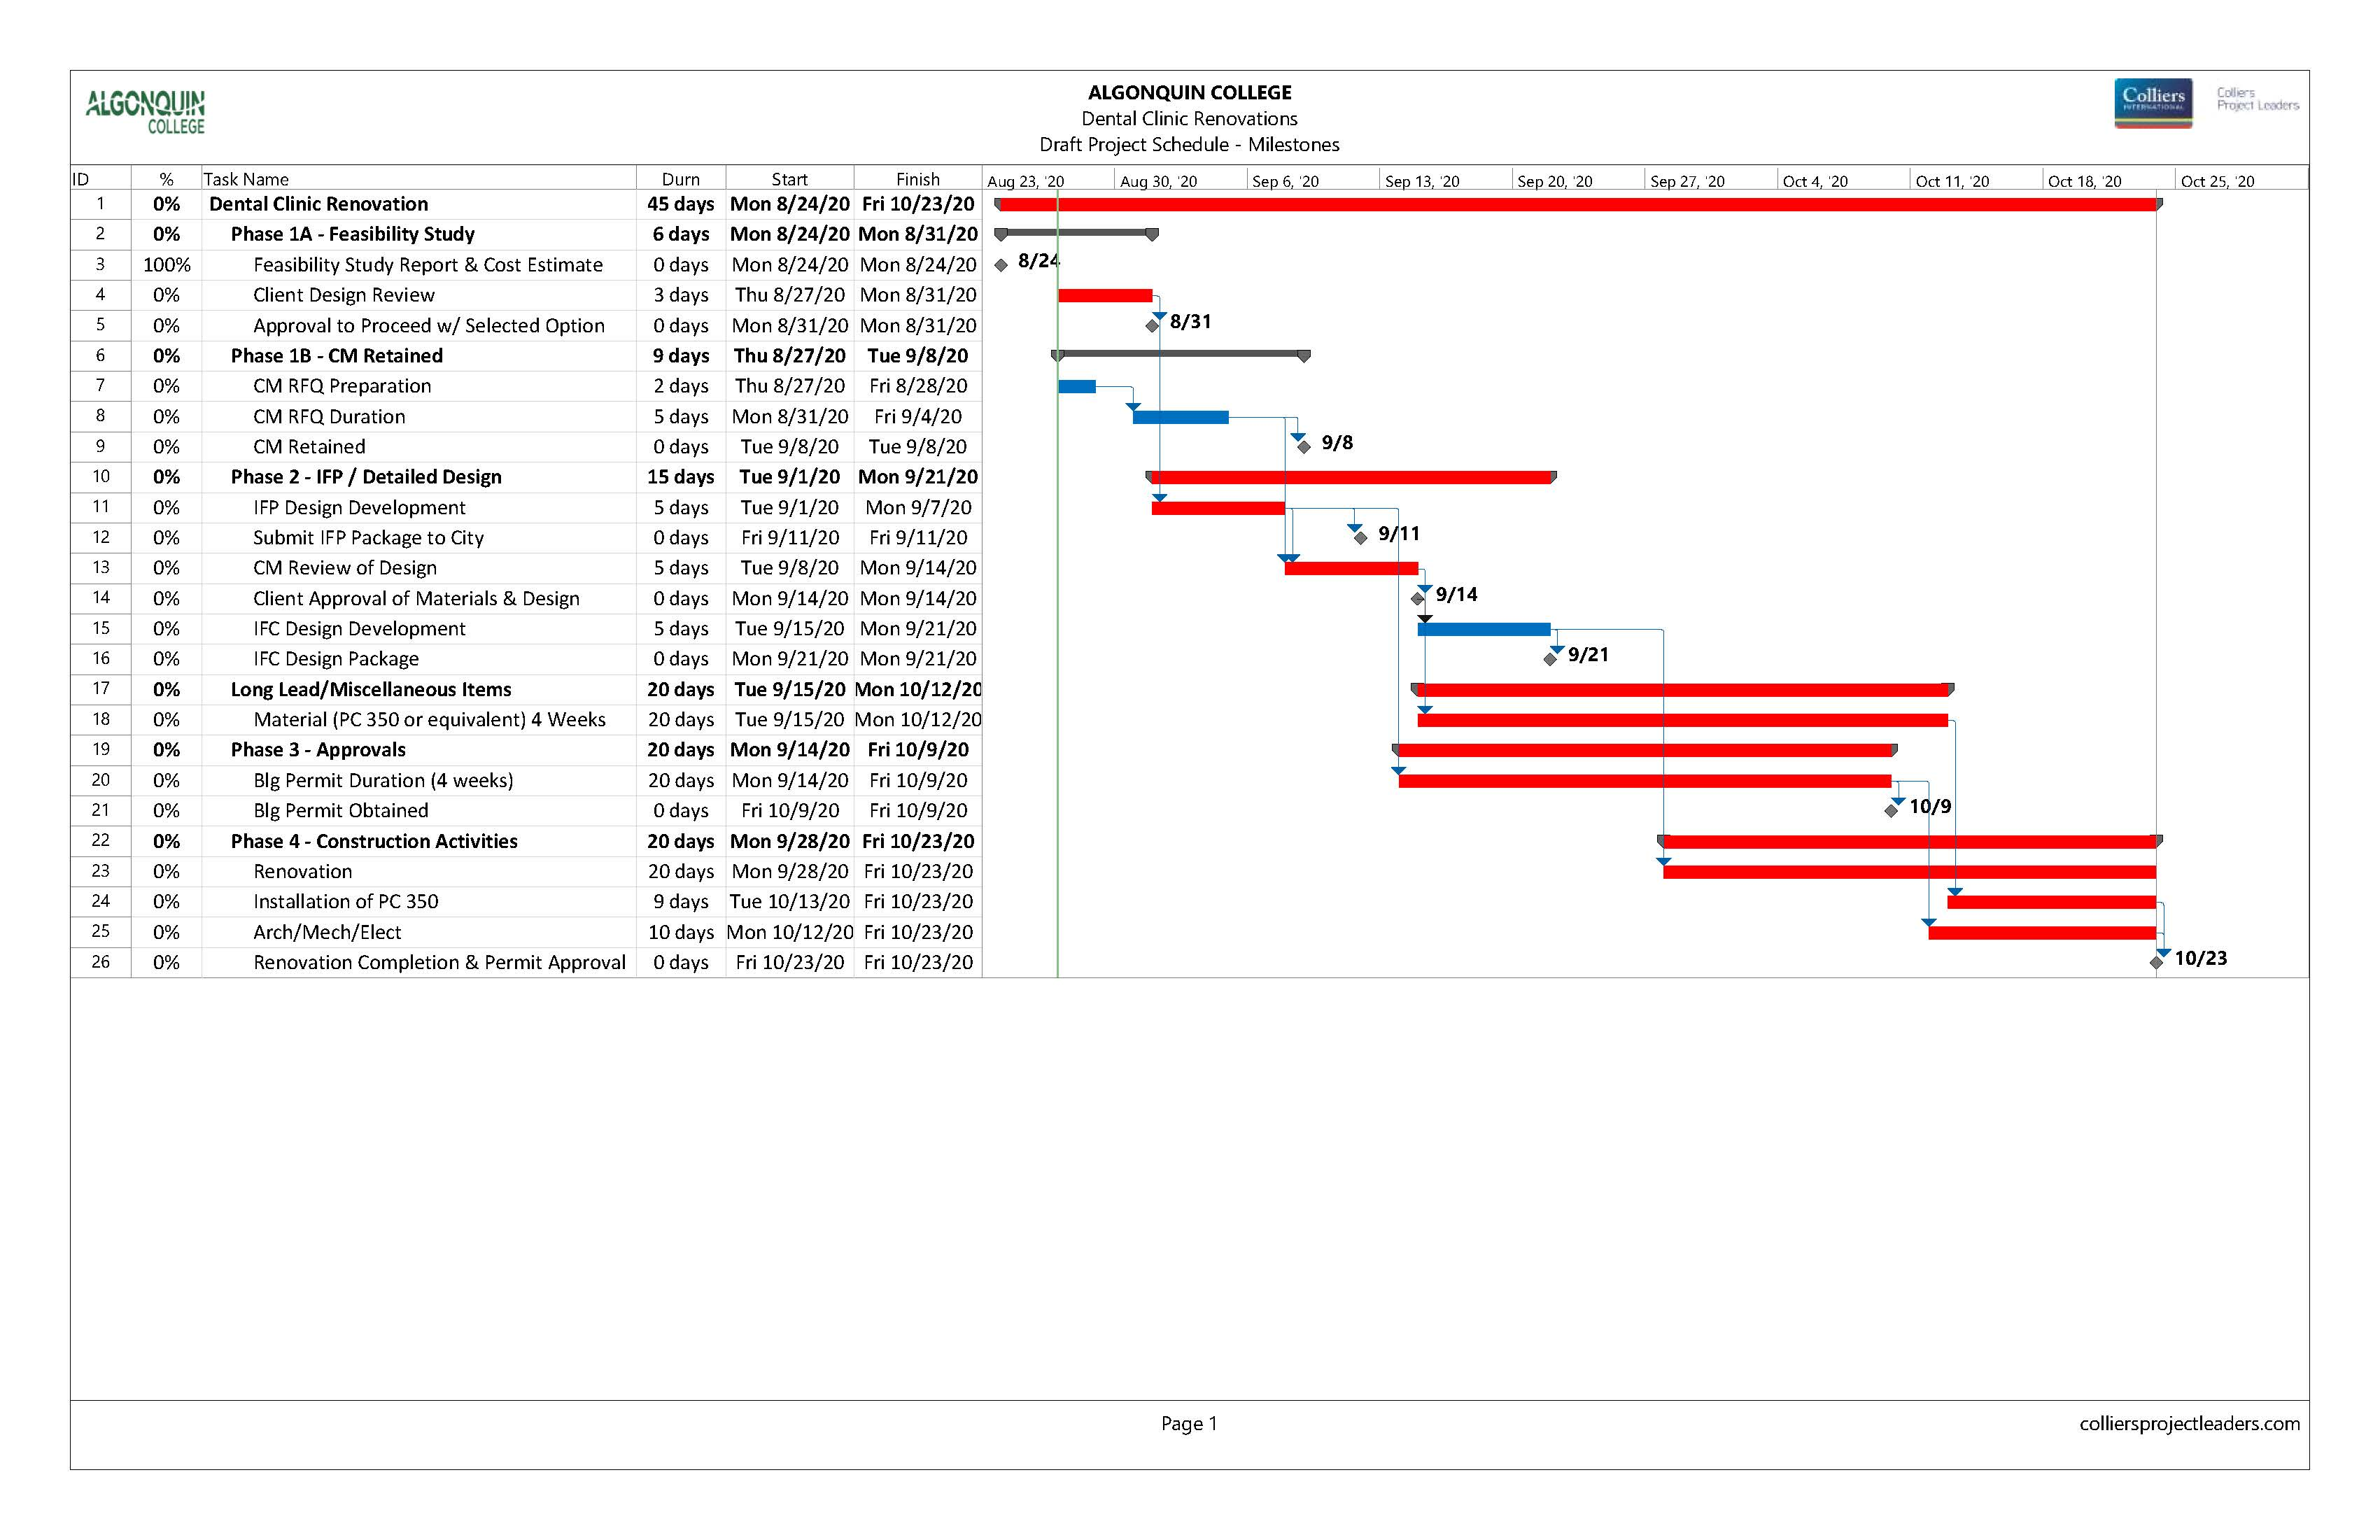 ALGONQUIN
COLLEGE
ALGONQUIN COLLEGE
Dental Clinic Renovations
Draft Project Schedule - Milestones
Colliers
INTERNATIONAL
Colliers
Project Leaders
ID % Task Name Durn Start Finish Aug 23, '20 Aug 30, '20 Sep 6, '20 Sep 13, '20 Sep 20, '20 Sep 27, '20 Oct 4, '20 Oct 11, '20 Oct 18, '20 Oct 25, '20
1 0% Dental Clinic Renovation 45 days Mon 8/24/20 Fri 10/23/20
2 0% Phase 1A - Feasibility Study 6 days Mon 8/24/20 Mon 8/31/20
3 100% Feasibility Study Report & Cost Estimate 0 days Mon 8/24/20 Mon 8/24/20 8/24
4 0% Client Design Review 3 days Thu 8/27/20 Mon 8/31/20
5 0% Approval to Proceed w/ Selected Option 0 days Mon 8/31/20 Mon 8/31/20 8/31
6 0% Phase 1B - CM Retained 9 days Thu 8/27/20 Tue 9/8/20
7 0% CM RFQ Preparation 2 days Thu 8/27/20 Fri 8/28/20
8 0% CM RFQ Duration 5 days Mon 8/31/20 Fri 9/4/20
9 0% CM Retained 0 days Tue 9/8/20 Tue 9/8/20 9/8
10 0% Phase 2 - IFP / Detailed Design 15 days Tue 9/1/20 Mon 9/21/20
11 0% IFP Design Development 5 days Tue 9/1/20 Mon 9/7/20
12 0% Submit IFP Package to City 0 days Fri 9/11/20 Fri 9/11/20 9/11
13 0% CM Review of Design 5 days Tue 9/8/20 Mon 9/14/20
14 0% Client Approval of Materials & Design 0 days Mon 9/14/20 Mon 9/14/20 9/14
15 0% IFC Design Development 5 days Tue 9/15/20 Mon 9/21/20
16 0% IFC Design Package 0 days Mon 9/21/20 Mon 9/21/20 9/21
17 0% Long Lead/Miscellaneous Items 20 days Tue 9/15/20 Mon 10/12/20
18 0% Material (PC 350 or equivalent) 4 Weeks 20 days Tue 9/15/20 Mon 10/12/20
19 0% Phase 3 - Approvals 20 days Mon 9/14/20 Fri 10/9/20
20 0% Blg Permit Duration (4 weeks) 20 days Mon 9/14/20 Fri 10/9/20
21 0% Blg Permit Obtained 0 days Fri 10/9/20 Fri 10/9/20 10/9
22 0% Phase 4 - Construction Activities 20 days Mon 9/28/20 Fri 10/23/20
23 0% Renovation 20 days Mon 9/28/20 Fri 10/23/20
24 0% Installation of PC 350 9 days Tue 10/13/20 Fri 10/23/20
25 0% Arch/Mech/Elect 10 days Mon 10/12/20 Fri 10/23/20
26 0% Renovation Completion & Permit Approval 0 days Fri 10/23/20 Fri 10/23/20 10/23
Page 1
colliersprojectleaders.com